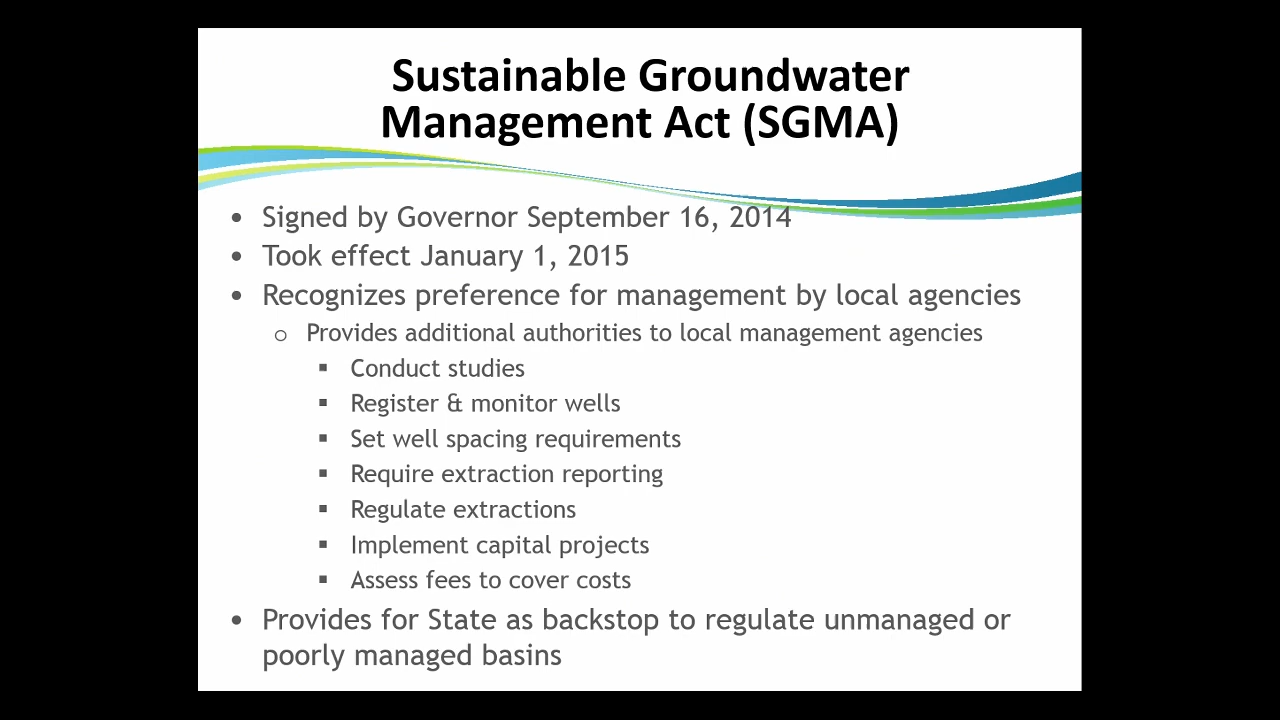 Sustainable Groundwater
Management Act (SGMA)
• Signed by Governor September 16, 2014
• Took effect January 1, 2015
• Recognizes preference for management by local agencies
o Provides additional authorities to local management agencies
▪ Conduct studies
▪ Register & monitor wells
▪ Set well spacing requirements
▪ Require extraction reporting
▪ Regulate extractions
▪ Implement capital projects
▪ Assess fees to cover costs
• Provides for State as backstop to regulate unmanaged or
poorly managed basins